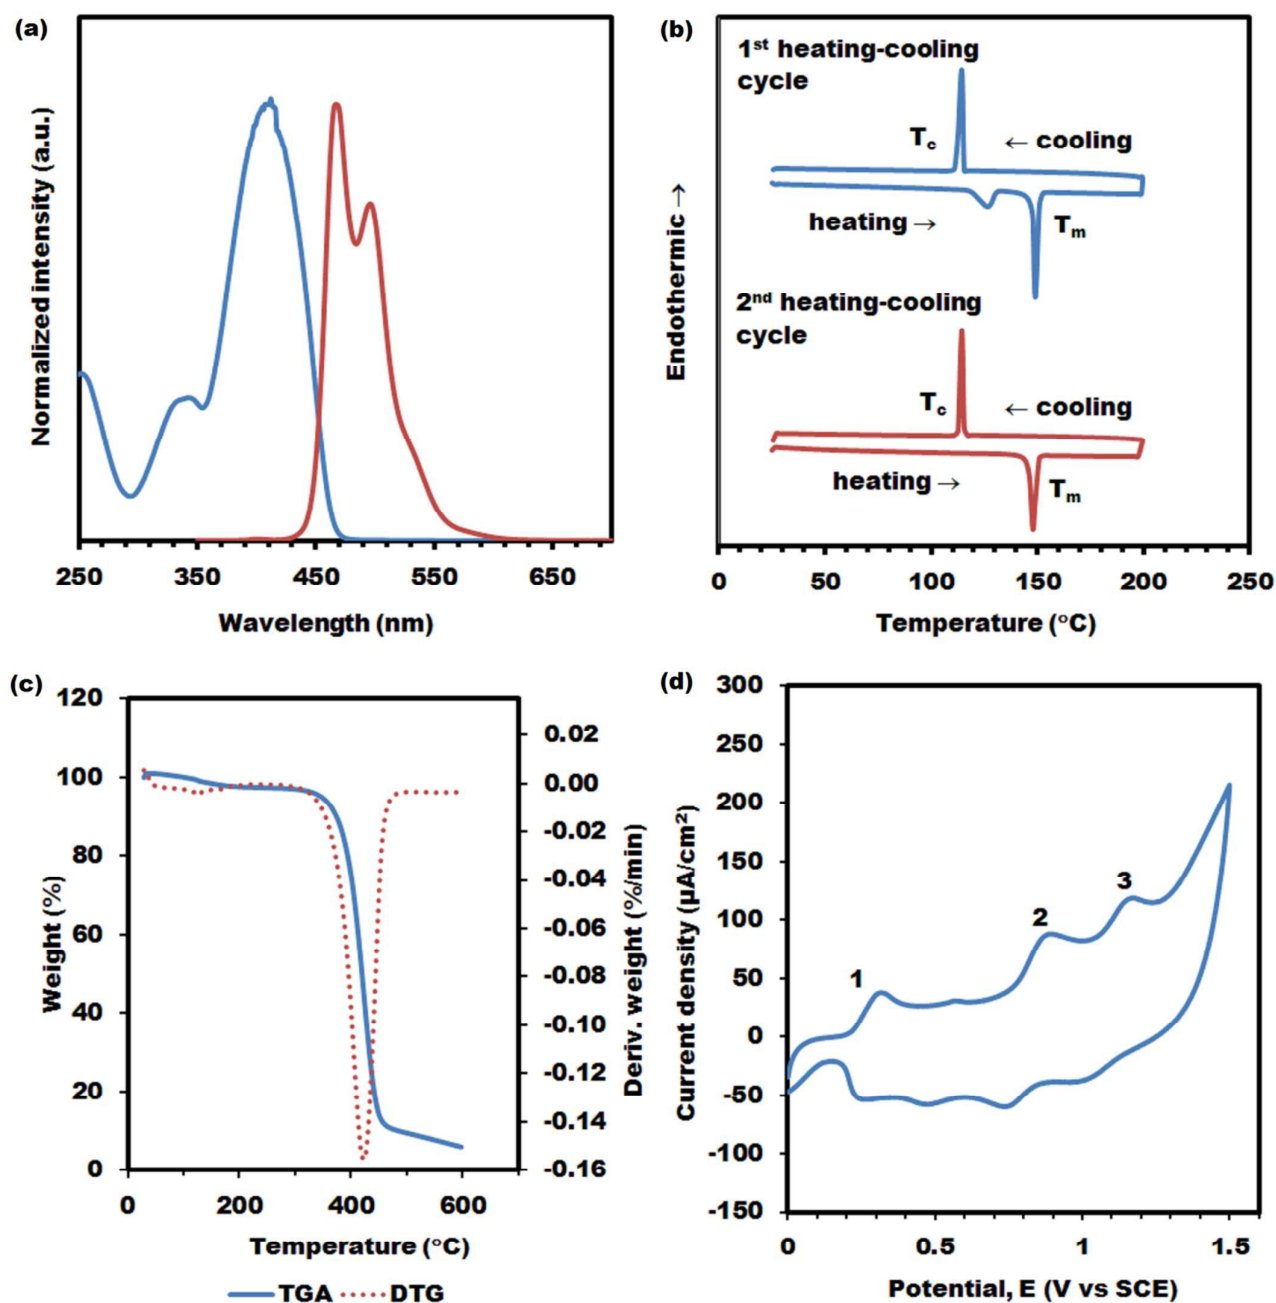 (a)
Normalized intensity (a.u.)
250 350 450 550 650
Wavelength (nm)
(b)
1st heating-cooling
cycle
Tc
← cooling
heating →
Tm
2nd heating-cooling
cycle
Tc
← cooling
heating →
Tm
Endothermic →
0 50 100 150 200 250
Temperature (°C)
(c)
120
100
80
60
40
20
0
Weight (%)
0.02
0.00
-0.02
-0.04
-0.06
-0.08
-0.10
-0.12
-0.14
-0.16
Deriv. weight (%/min)
0 200 400 600
Temperature (°C)
TGA DTG
(d)
300
250
200
150
100
50
0
-50
-100
-150
Current density (µA/cm²)
1
2
3
0 0.5 1 1.5
Potential, E (V vs SCE)